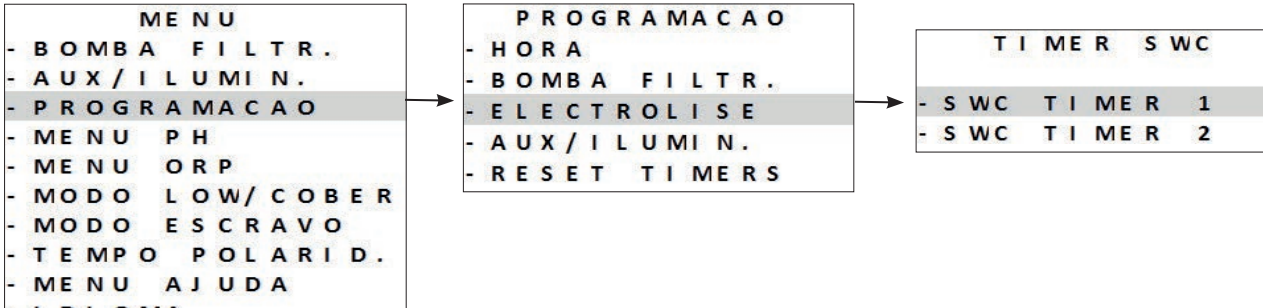 MENU
- BOMBA FILTR.
- AUX/ILUMIN.
- PROGRAMACAO
- MENU PH
- MENU ORP
- MODO LOW/COBER
- MODO ESCRAVO
- TEMPO POLARID.
- MENU AJUDA
PROGRAMACAO
- HORA
- BOMBA FILTR.
- ELECTROLISE
- AUX/ILUMIN.
- RESET TIMERS
TIMER SWC
- SWC TIMER 1
- SWC TIMER 2